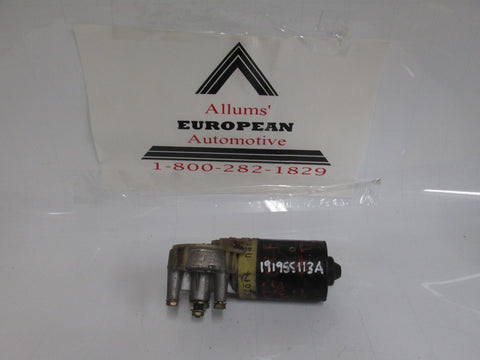 Allums'
EUROPEAN
Automotive
1-800-282-1829
191955113A